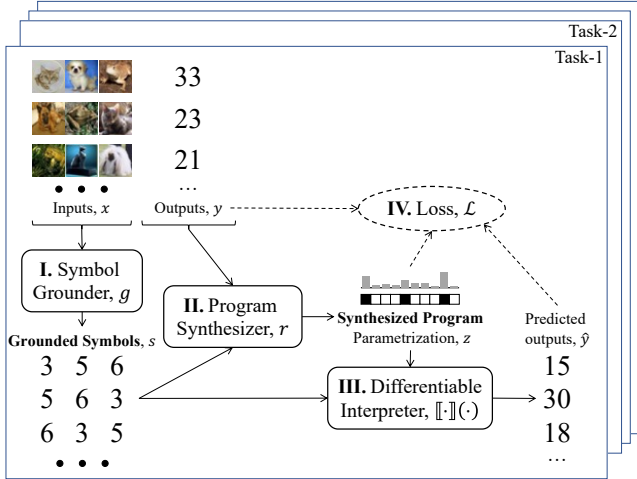 Task-2
Task-1
33
23
21
...
• • •
Inputs, x
Outputs, y
IV. Loss, ℒ
I. Symbol
Grounder, g
II. Program
Synthesizer, r
Synthesized Program
Parametrization, z
Grounded Symbols, s
3 5 6
5 6 3
6 3 5
• • •
III. Differentiable
Interpreter, ⟦·⟧(·)
Predicted
outputs, ŷ
15
30
18
...